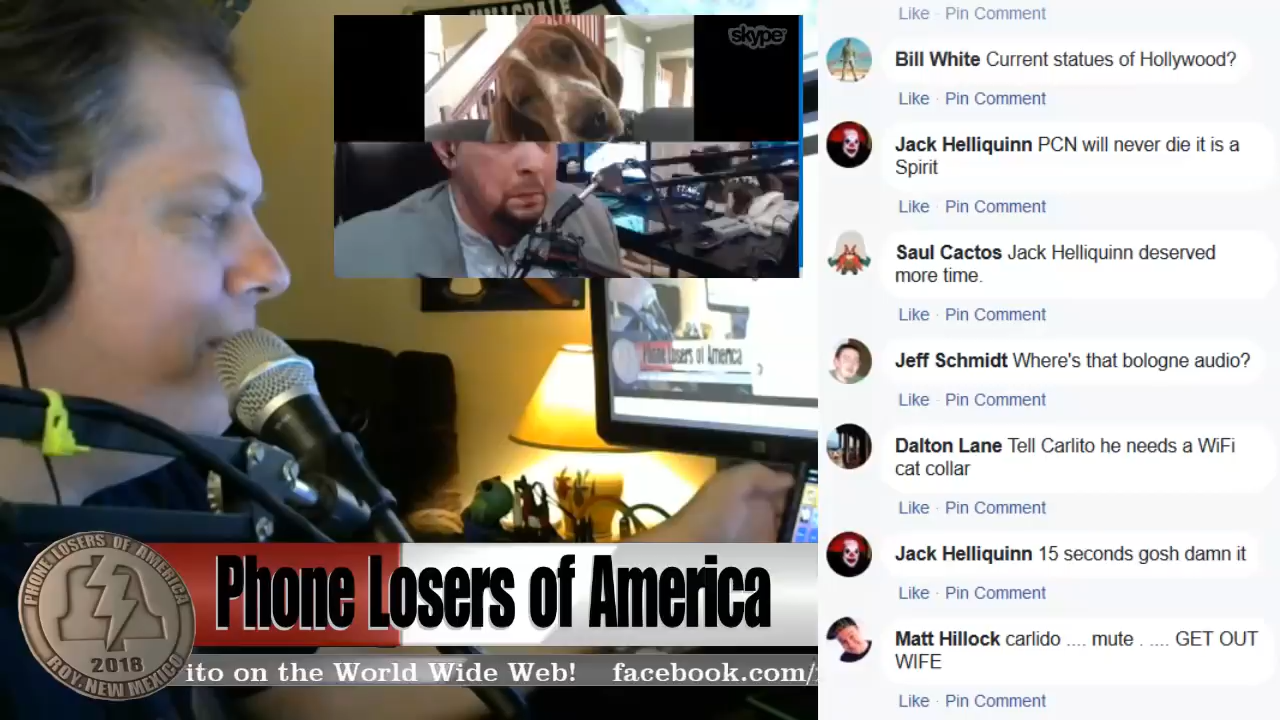 HILLSDALE
skype
Phone Losers of America
PHONE LOSERS OF AMERICA
2018
ROY, NEW MEXICO
Phone Losers of America
ito on the World Wide Web! facebook.com/
Like · Pin Comment
Bill White Current statues of Hollywood?
Like · Pin Comment
Jack Helliquinn PCN will never die it is a
Spirit
Like · Pin Comment
Saul Cactos Jack Helliquinn deserved
more time.
Like · Pin Comment
Jeff Schmidt Where's that bologne audio?
Like · Pin Comment
Dalton Lane Tell Carlito he needs a WiFi
cat collar
Like · Pin Comment
Jack Helliquinn 15 seconds gosh damn it
Like · Pin Comment
Matt Hillock carlido .... mute . .... GET OUT
WIFE
Like · Pin Comment